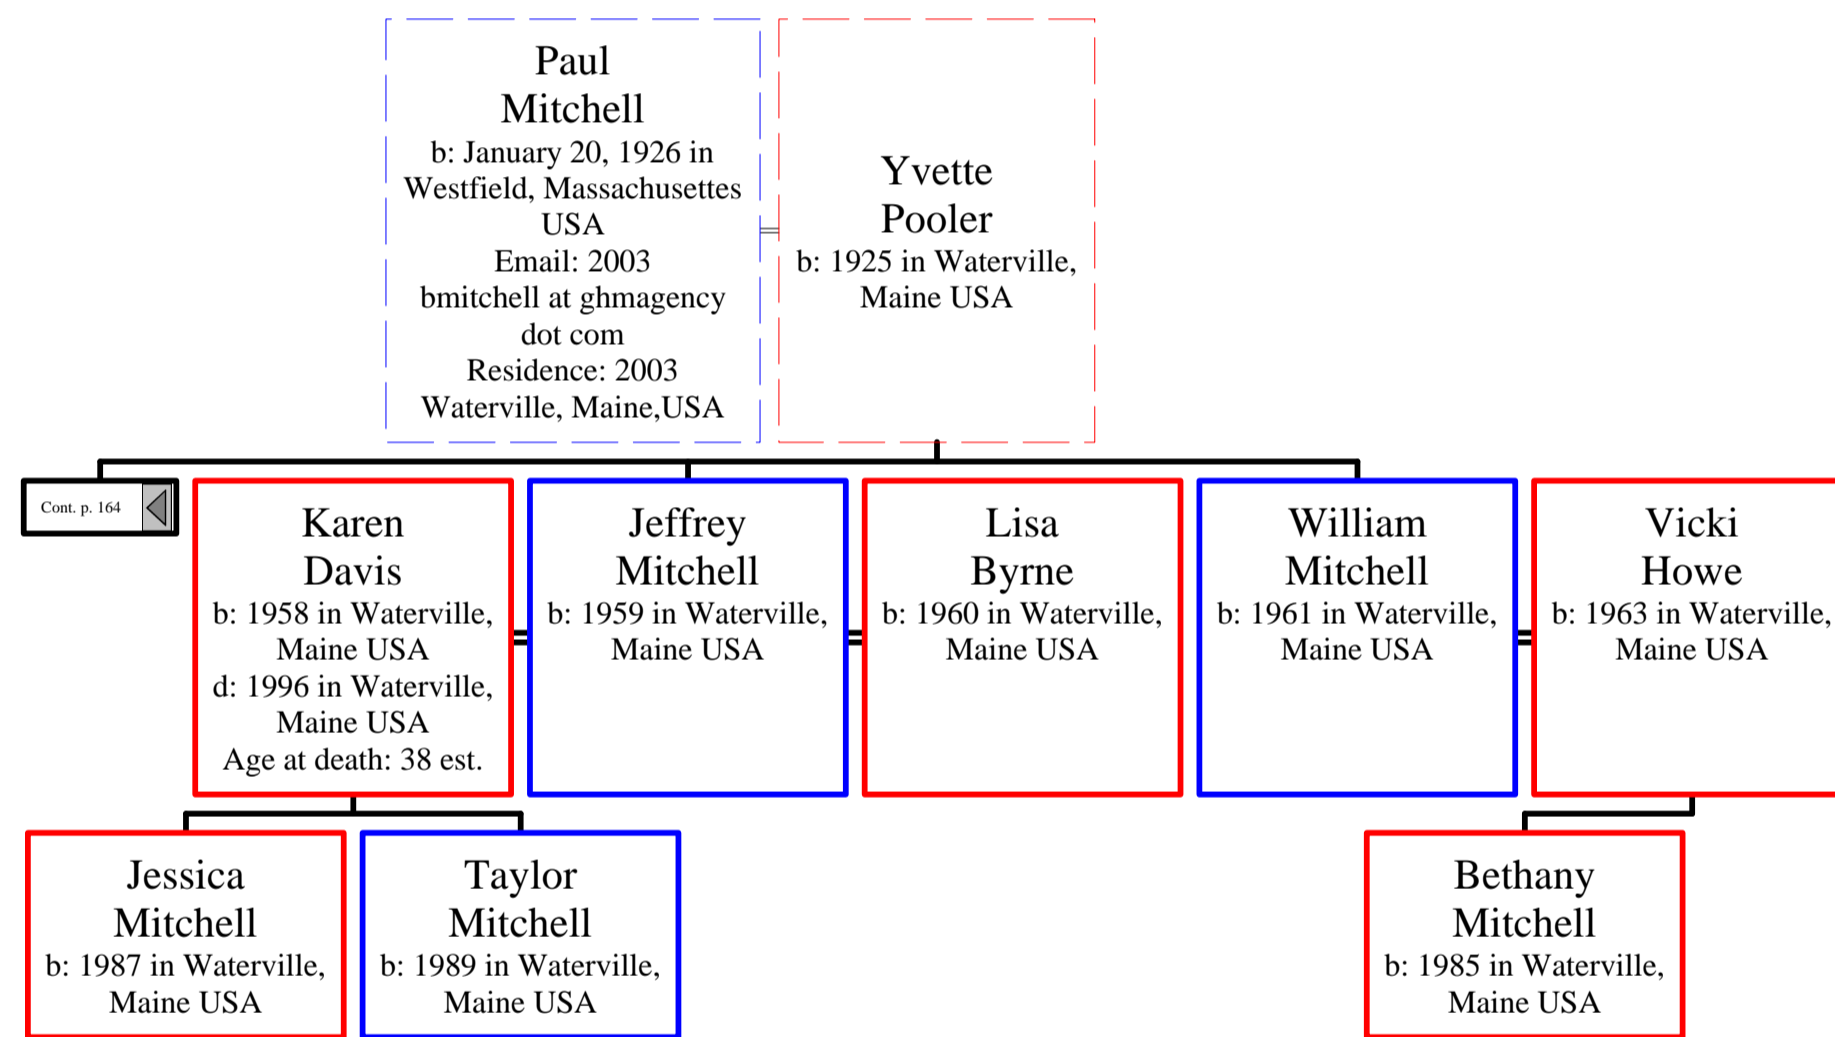 Paul
Mitchell
b: January 20, 1926 in
Westfield, Massachusettes
USA
Email: 2003
bmitchell at ghmagency
dot com
Residence: 2003
Waterville, Maine,USA
Yvette
Pooler
b: 1925 in Waterville,
Maine USA
Cont. p. 164
Karen
Davis
b: 1958 in Waterville,
Maine USA
d: 1996 in Waterville,
Maine USA
Age at death: 38 est.
Jeffrey
Mitchell
b: 1959 in Waterville,
Maine USA
Lisa
Byrne
b: 1960 in Waterville,
Maine USA
William
Mitchell
b: 1961 in Waterville,
Maine USA
Vicki
Howe
b: 1963 in Waterville,
Maine USA
Jessica
Mitchell
b: 1987 in Waterville,
Maine USA
Taylor
Mitchell
b: 1989 in Waterville,
Maine USA
Bethany
Mitchell
b: 1985 in Waterville,
Maine USA